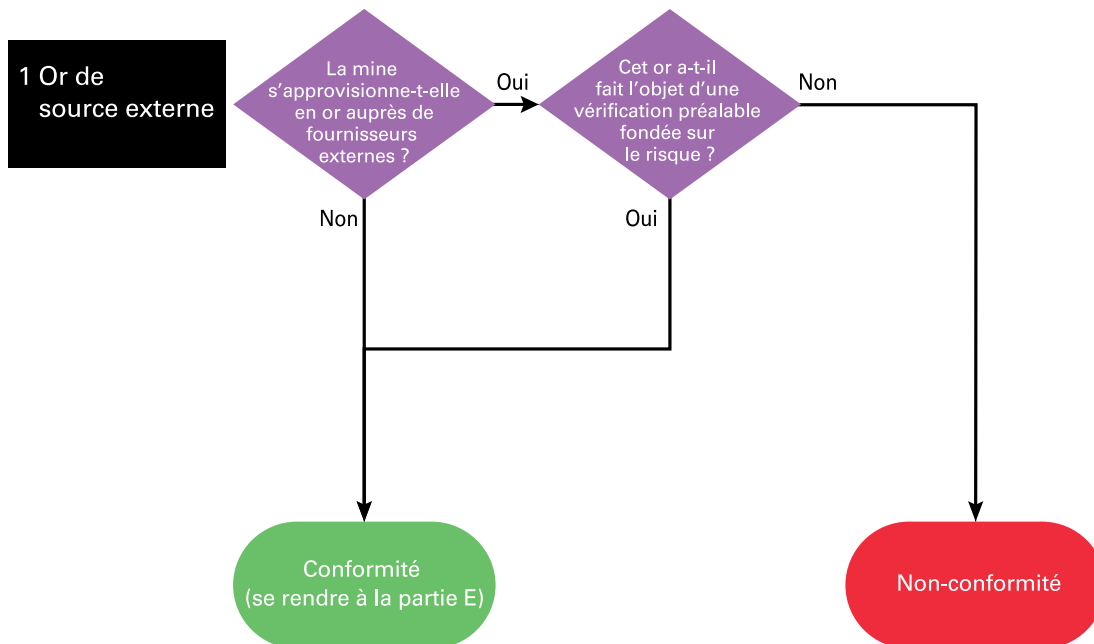 1 Or de
source externe
La mine
s'approvisionne-t-elle
en or auprès de
fournisseurs
externes ?
Oui
Cet or a-t-il
fait l'objet d'une
vérification préalable
fondée sur
le risque ?
Non
Non
Oui
Conformité
(se rendre à la partie E)
Non-conformité